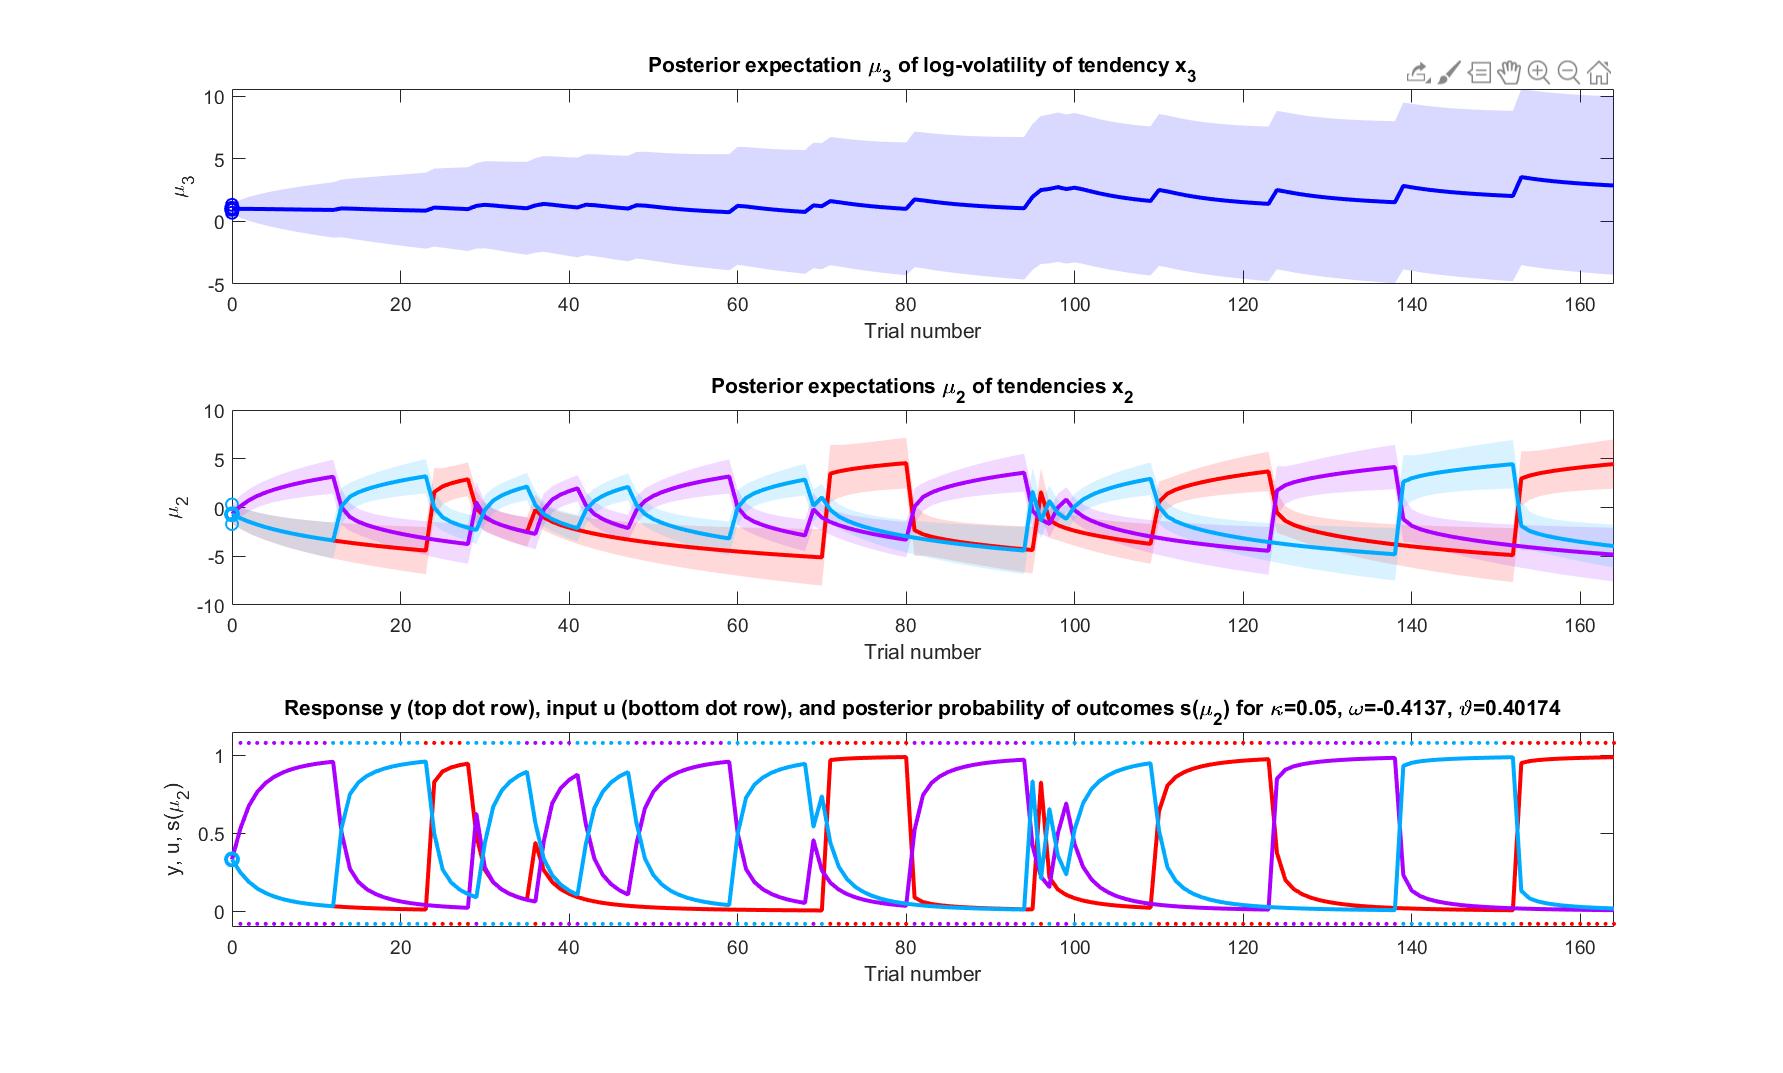 Posterior expectation μ3 of log-volatility of tendency x3
10
5
0
-5
μ3
0 20 40 60 80 100 120 140 160
Trial number
Posterior expectations μ2 of tendencies x2
10
5
0
-5
-10
μ2
0 20 40 60 80 100 120 140 160
Trial number
Response y (top dot row), input u (bottom dot row), and posterior probability of outcomes s(μ2) for κ=0.05, ω=-0.4137, ϑ=0.40174
1
0.5
0
y, u, s(μ2)
0 20 40 60 80 100 120 140 160
Trial number